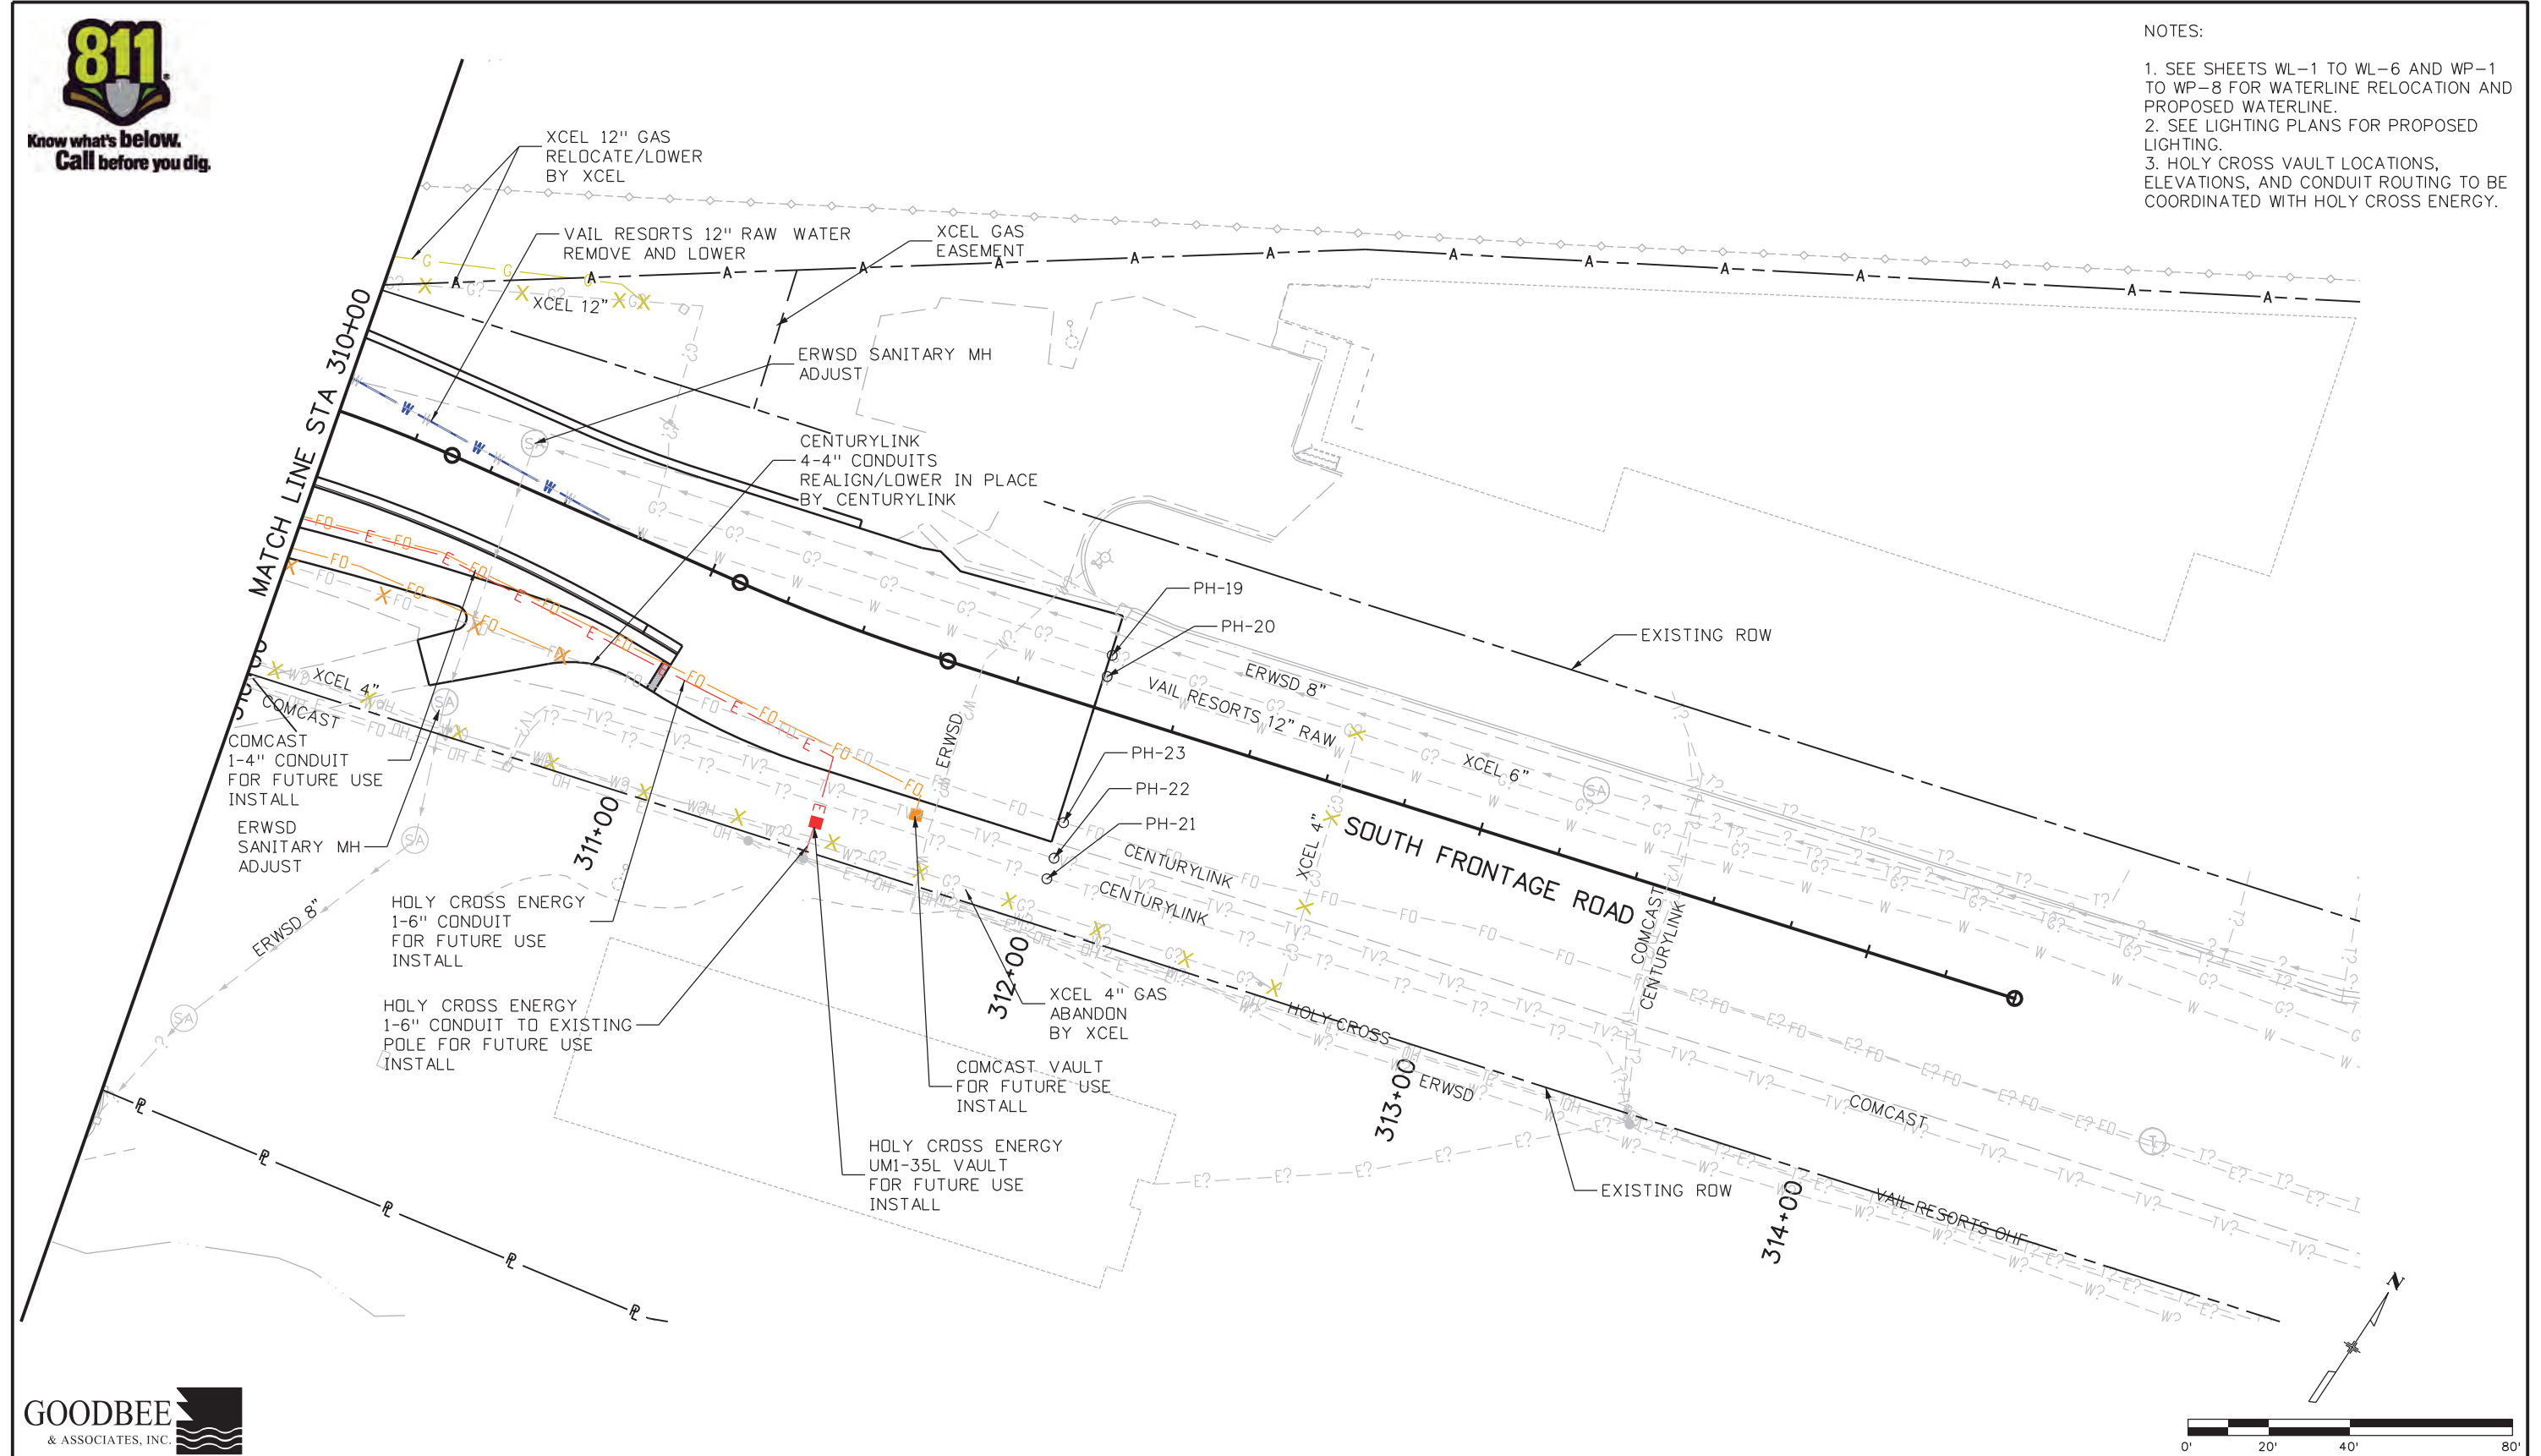 811
Know what's below.
Call before you dig.
NOTES:
1. SEE SHEETS WL-1 TO WL-6 AND WP-1
TO WP-8 FOR WATERLINE RELOCATION AND
PROPOSED WATERLINE.
2. SEE LIGHTING PLANS FOR PROPOSED
LIGHTING.
3. HOLY CROSS VAULT LOCATIONS,
ELEVATIONS, AND CONDUIT ROUTING TO BE
COORDINATED WITH HOLY CROSS ENERGY.
XCEL 12" GAS
RELOCATE/LOWER
BY XCEL
VAIL RESORTS 12" RAW WATER
REMOVE AND LOWER
XCEL GAS
EASEMENT
XCEL 12"
ERWSD SANITARY MH
ADJUST
CENTURYLINK
4-4" CONDUITS
REALIGN/LOWER IN PLACE
BY CENTURYLINK
MATCH LINE STA 310+00
PH-19
PH-20
EXISTING ROW
ERWSD 8"
VAIL RESORTS 12" RAW
XCEL 6"
XCEL 4"
COMCAST
COMCAST
1-4" CONDUIT
FOR FUTURE USE
INSTALL
ERWSD
SANITARY MH
ADJUST
ERWSD
PH-23
PH-22
PH-21
CENTURYLINK
CENTURYLINK
XCEL 4"
SOUTH FRONTAGE ROAD
COMCAST
CENTURYLINK
311+00
312+00
313+00
314+00
ERWSD 8"
HOLY CROSS ENERGY
1-6" CONDUIT
FOR FUTURE USE
INSTALL
HOLY CROSS ENERGY
1-6" CONDUIT TO EXISTING
POLE FOR FUTURE USE
INSTALL
XCEL 4" GAS
ABANDON
BY XCEL
COMCAST VAULT
FOR FUTURE USE
INSTALL
HOLY CROSS ENERGY
UM1-35L VAULT
FOR FUTURE USE
INSTALL
HOLY CROSS
ERWSD
EXISTING ROW
COMCAST
VAIL RESORTS OHF
N
GOODBEE
& ASSOCIATES, INC.
0' 20' 40' 80'